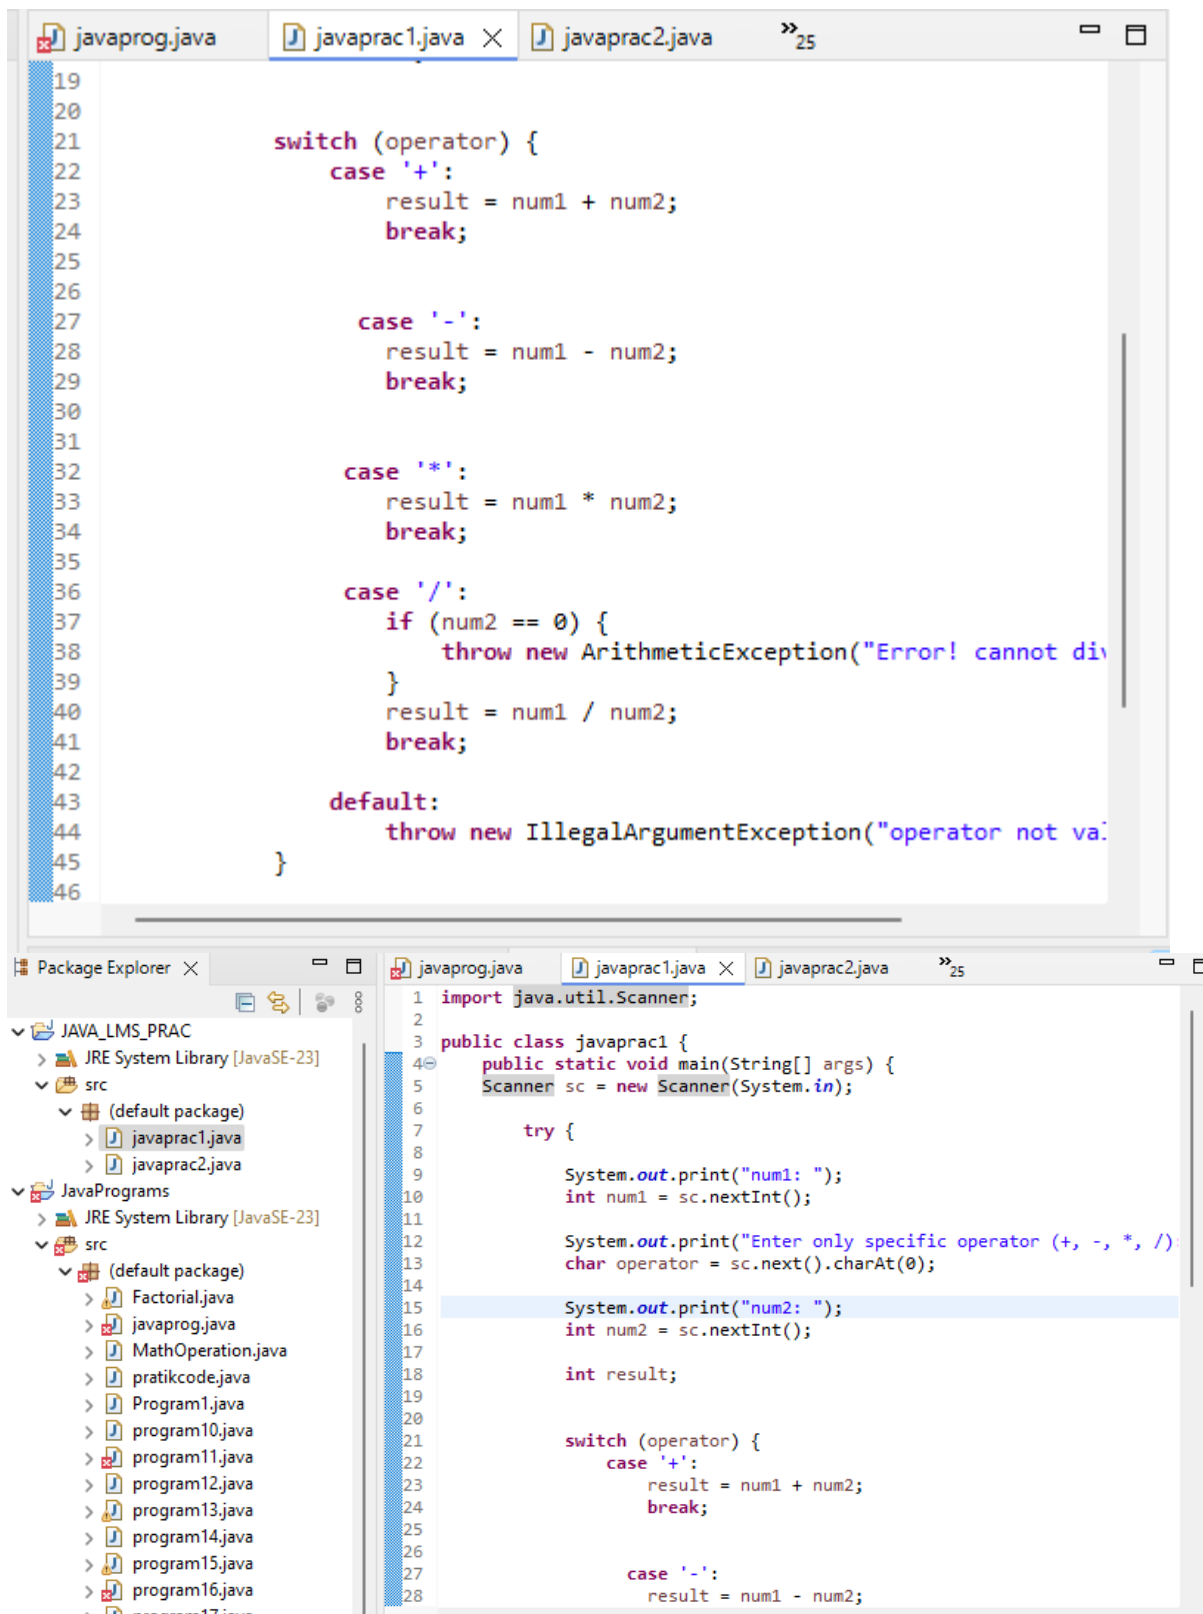 javaprog.java javaprac1.java javaprac2.java »25
19
20
21 switch (operator) {
22 case '+':
23 result = num1 + num2;
24 break;
25
26
27 case '-':
28 result = num1 - num2;
29 break;
30
31
32 case '*':
33 result = num1 * num2;
34 break;
35
36 case '/':
37 if (num2 == 0) {
38 throw new ArithmeticException("Error! cannot
39 }
40 result = num1 / num2;
41 break;
42
43 default:
44 throw new IllegalArgumentException("operator not
45 }
46
Package Explorer
JAVA_LMS_PRAC
JRE System Library [JavaSE-23]
src
(default package)
javaprac1.java
javaprac2.java
JavaPrograms
JRE System Library [JavaSE-23]
src
(default package)
Factorial.java
javaprog.java
MathOperation.java
pratikcode.java
Program1.java
program10.java
program11.java
program12.java
program13.java
program14.java
program15.java
program16.java
javaprog.java javaprac1.java javaprac2.java »25
1 import java.util.Scanner;
2
3 public class javaprac1 {
4 public static void main(String[] args) {
5 Scanner sc = new Scanner(System.in);
6
7 try {
8
9 System.out.print("num1: ");
10 int num1 = sc.nextInt();
11
12 System.out.print("Enter only specific operator (+, -, *, /):
13 char operator = sc.next().charAt(0);
14
15 System.out.print("num2: ");
16 int num2 = sc.nextInt();
17
18 int result;
19
20
21 switch (operator) {
22 case '+':
23 result = num1 + num2;
24 break;
25
26
27 case '-':
28 result = num1 - num2;